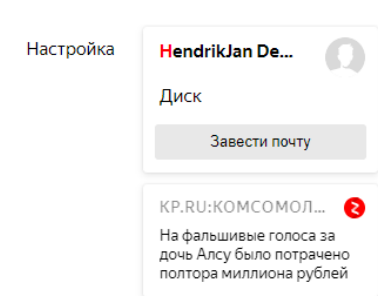 Настройка
HendrikJan De...
Диск
Завести почту
KP.RU:КОМСОМОЛ...
На фальшивые голоса за
дочь Алсу было потрачено
полтора миллиона рублей